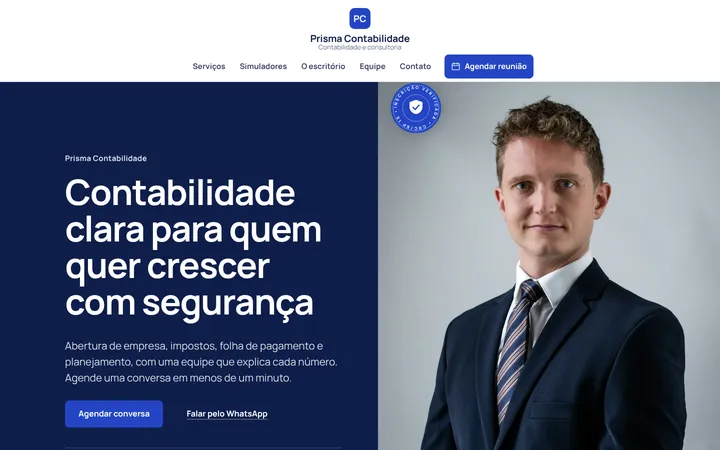 PC
Prisma Contabilidade
Contabilidade e consultoria
Serviços
Simuladores
O escritório
Equipe
Contato
Agendar reunião
INSCRIÇÃO VERIFICADA
Prisma Contabilidade
Contabilidade
clara para quem
quer crescer
com segurança
Abertura de empresa, impostos, folha de pagamento e
planejamento, com uma equipe que explica cada número.
Agende uma conversa em menos de um minuto.
Agendar conversa
Falar pelo WhatsApp